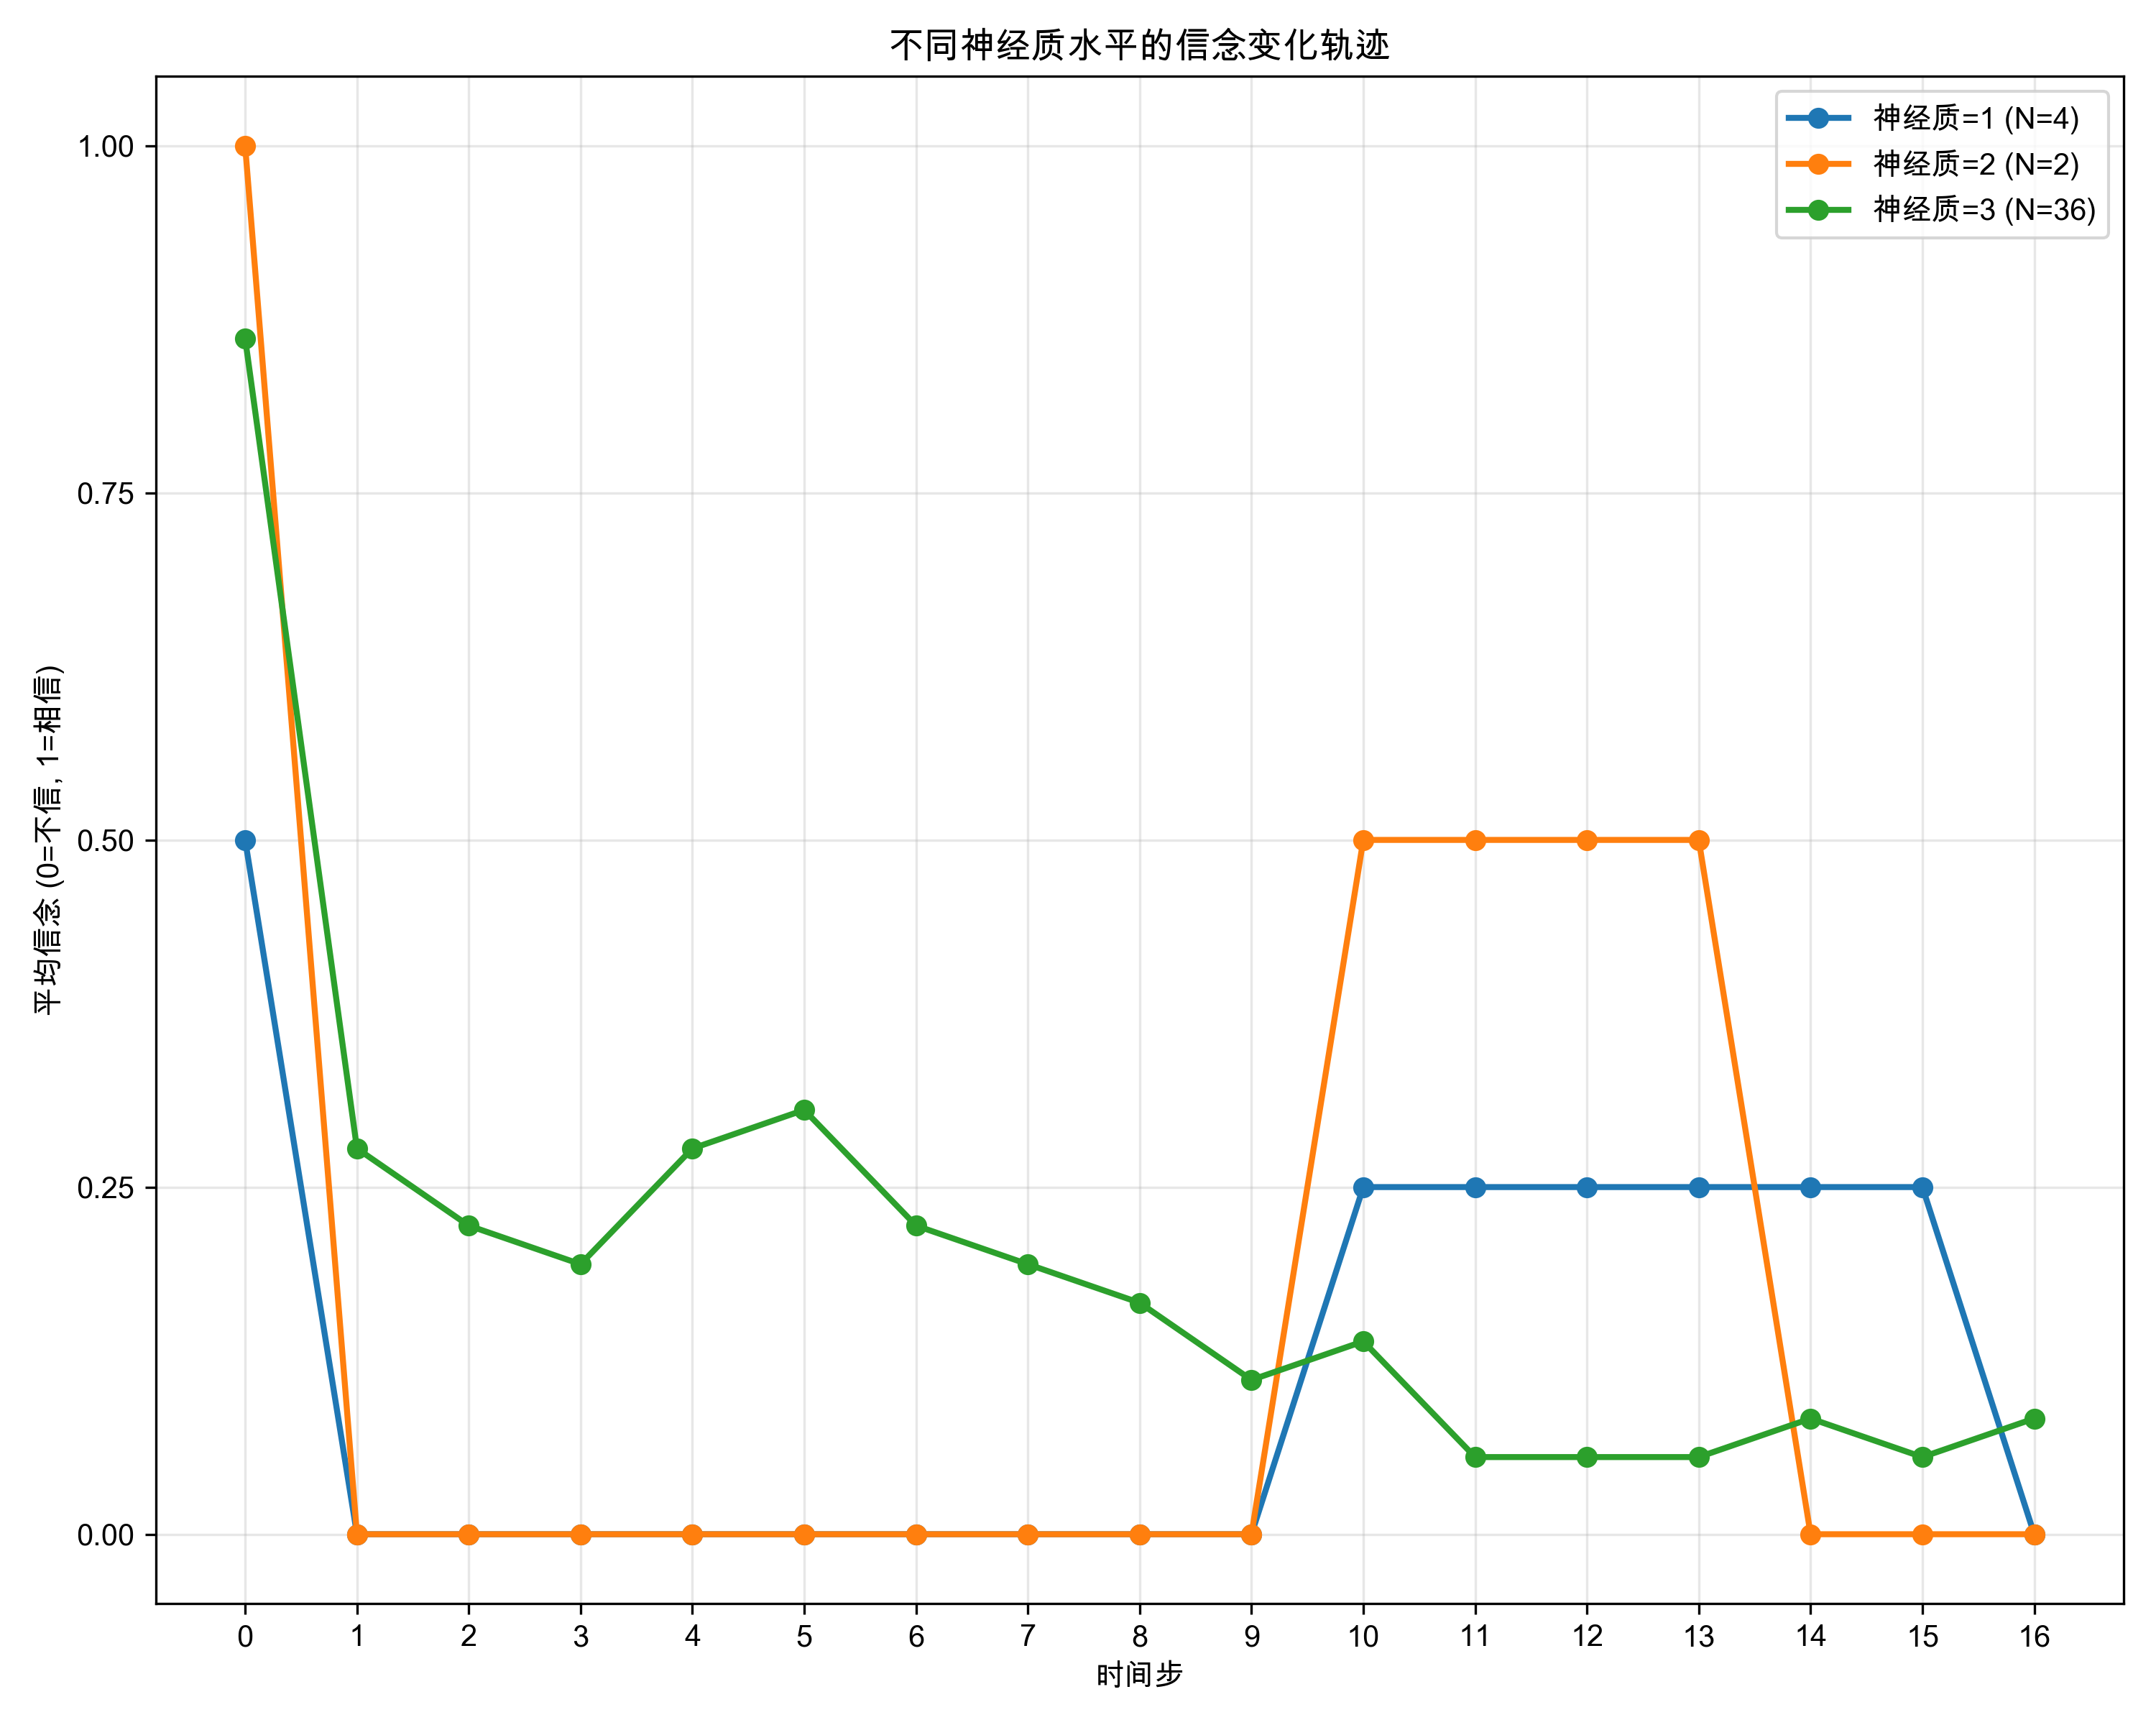 不同神经质水平的信念变化轨迹
神经质=1 (N=4)
神经质=2 (N=2)
神经质=3 (N=36)
平均信念 (0=不信, 1=相信)
1.00
0.75
0.50
0.25
0.00
0 1 2 3 4 5 6 7 8 9 10 11 12 13 14 15 16
时间步